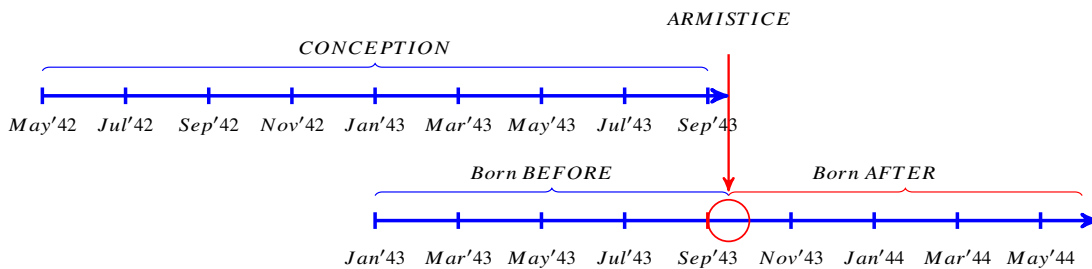 ARMISTICE
CONCEPTION
May′42 Jul′42 Sep′42 Nov′42 Jan′43 Mar′43 May′43 Jul′43 Sep′43
Born BEFORE Born AFTER
Jan′43 Mar′43 May′43 Jul′43 Sep′43 Nov′43 Jan′44 Mar′44 May′44